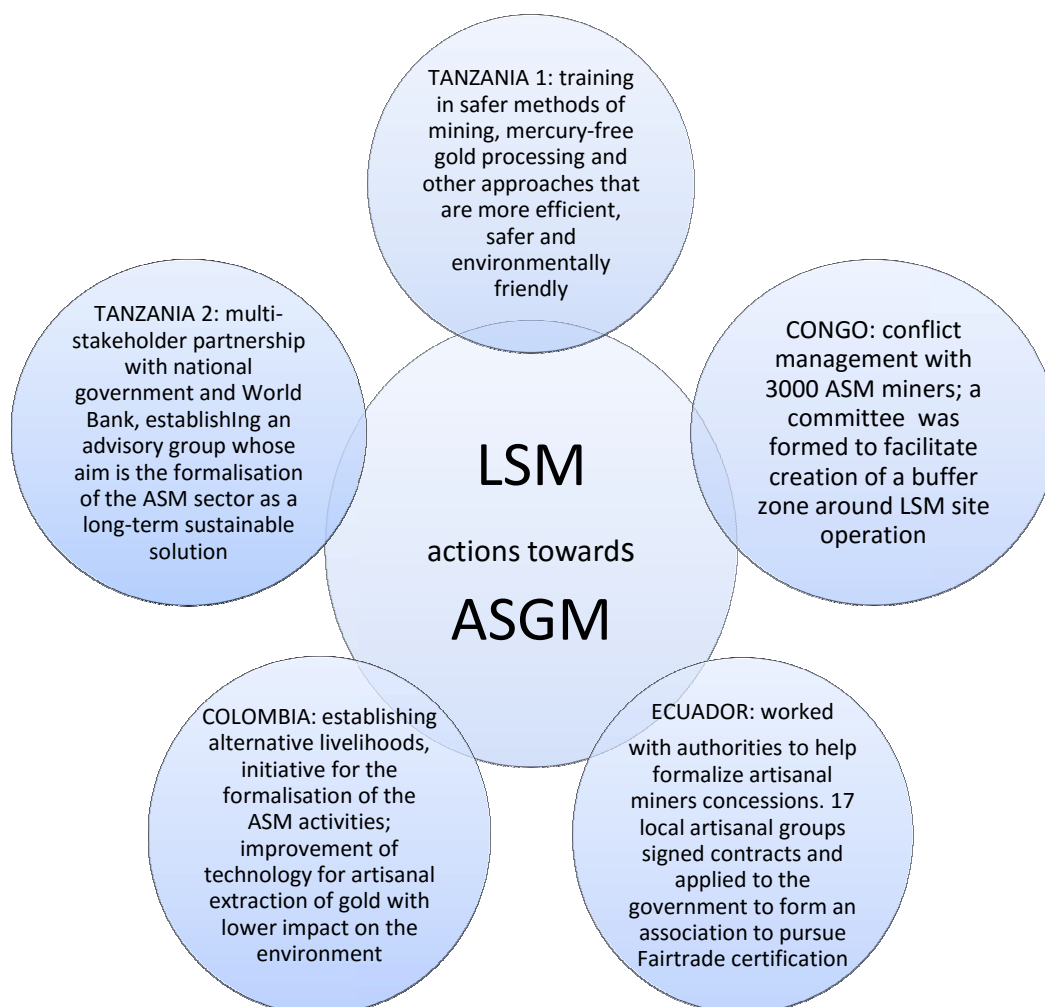 TANZANIA 1: training
in safer methods of
mining, mercury-free
gold processing and
other approaches that
are more efficient,
safer and
environmentally
friendly
TANZANIA 2: multi-
stakeholder partnership
with national
government and World
Bank, establishIng an
advisory group whose
aim is the formalisation
of the ASM sector as a
long-term sustainable
solution
CONGO: conflict
management with
3000 ASM miners; a
committee was
formed to facilitate
creation of a buffer
zone around LSM site
operation
LSM
actions towards
ASGM
COLOMBIA: establishing
alternative livelihoods,
initiative for the
formalisation of the
ASM activities;
improvement of
technology for artisanal
extraction of gold with
lower impact on the
environment
ECUADOR: worked
with authorities to help
formalize artisanal
miners concessions. 17
local artisanal groups
signed contracts and
applied to the
government to form an
association to pursue
Fairtrade certification